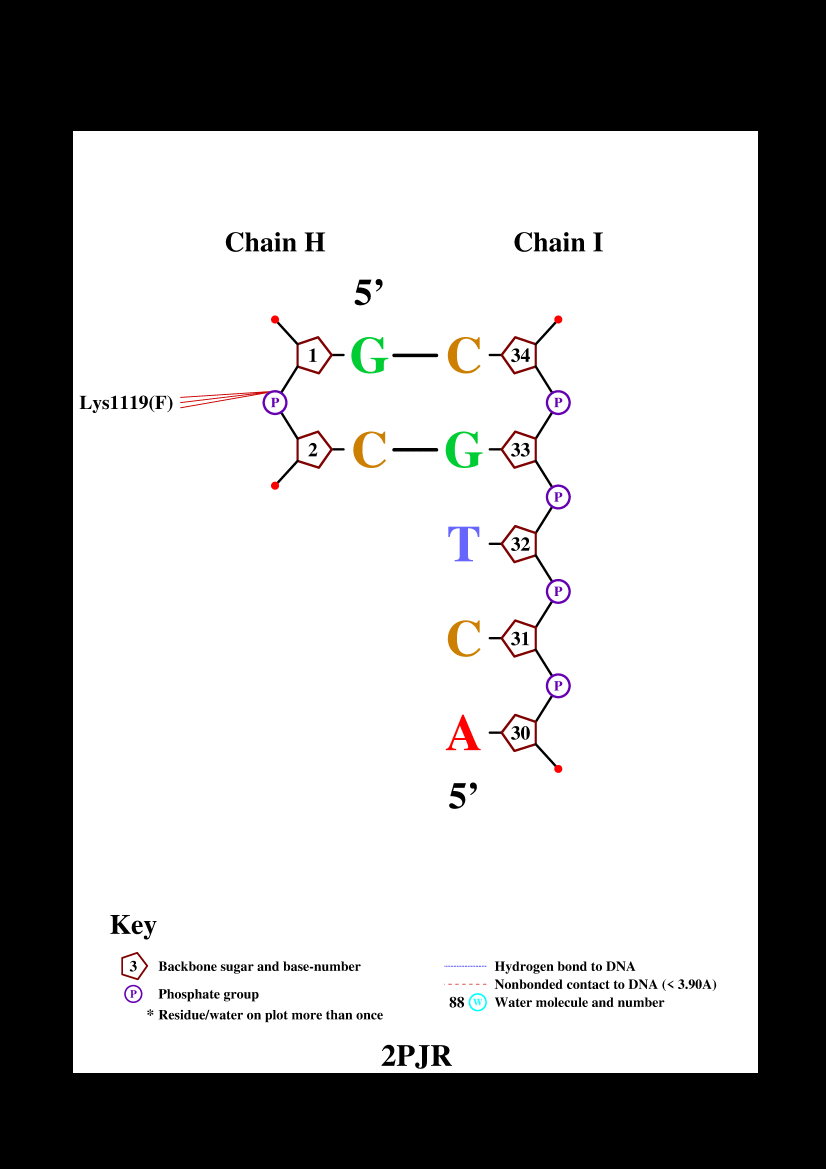 Chain H Chain I
5’
1 G C 34
Lys1119(F) P P
2 C G 33
P
T 32
P
C 31
P
A 30
5’
Key
3 Backbone sugar and base-number
P Phosphate group
* Residue/water on plot more than once
Hydrogen bond to DNA
Nonbonded contact to DNA (< 3.90A)
88 W Water molecule and number
2PJR